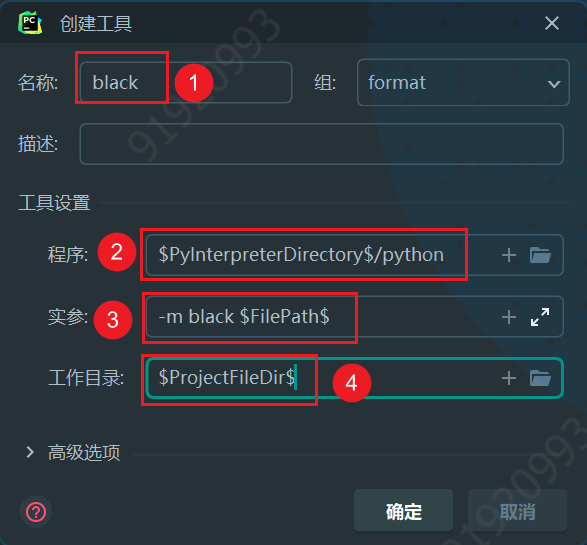 PC 创建工具
名称: black 1 组: format
描述:
工具设置
程序: 2 $PyInterpreterDirectory$/python
实参: 3 -m black $FilePath$
工作目录: $ProjectFileDir$ 4
高级选项
? 确定 取消
91920993
91920993